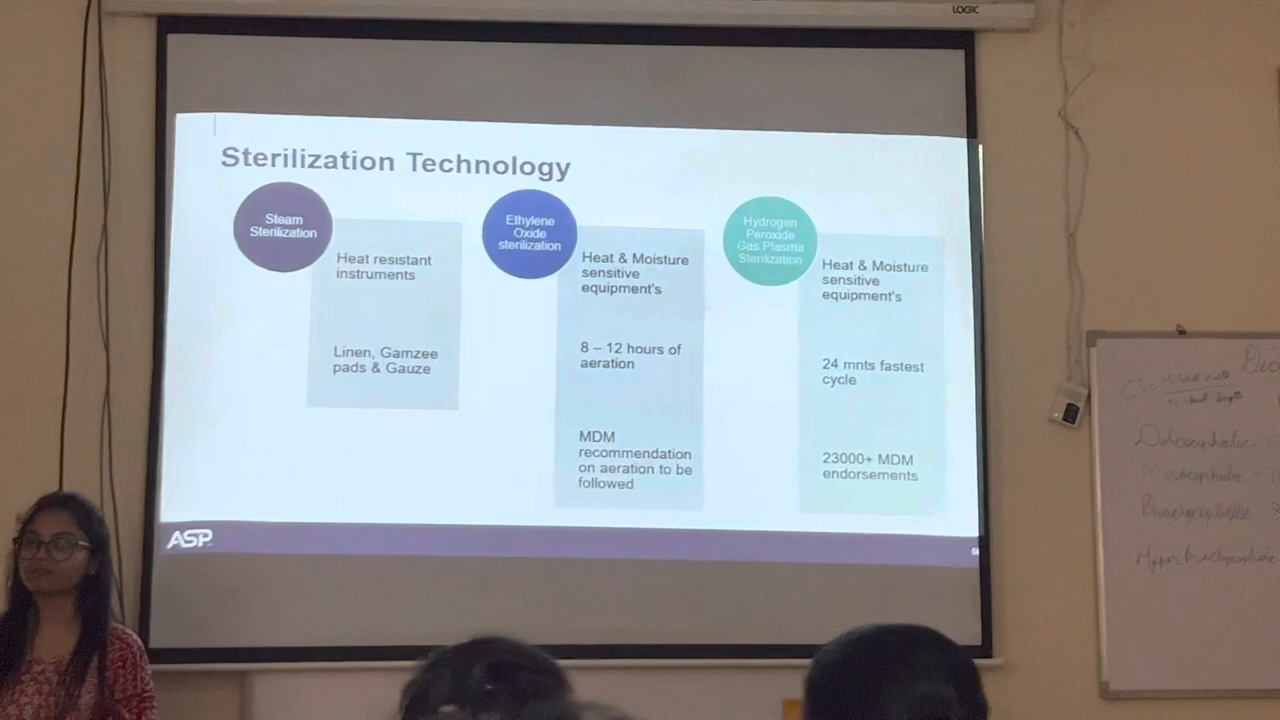 LOGIC
Sterilization Technology
Steam
Sterilization
Heat resistant
instruments
Linen, Gamzee
pads & Gauze
Ethylene
Oxide
sterilization
Heat & Moisture
sensitive
equipment's
8 – 12 hours of
aeration
MDM
recommendation
on aeration to be
followed
Hydrogen
Peroxide
Gas Plasma
Sterilization
Heat & Moisture
sensitive
equipment's
24 mnts fastest
cycle
23000+ MDM
endorsements
ASP